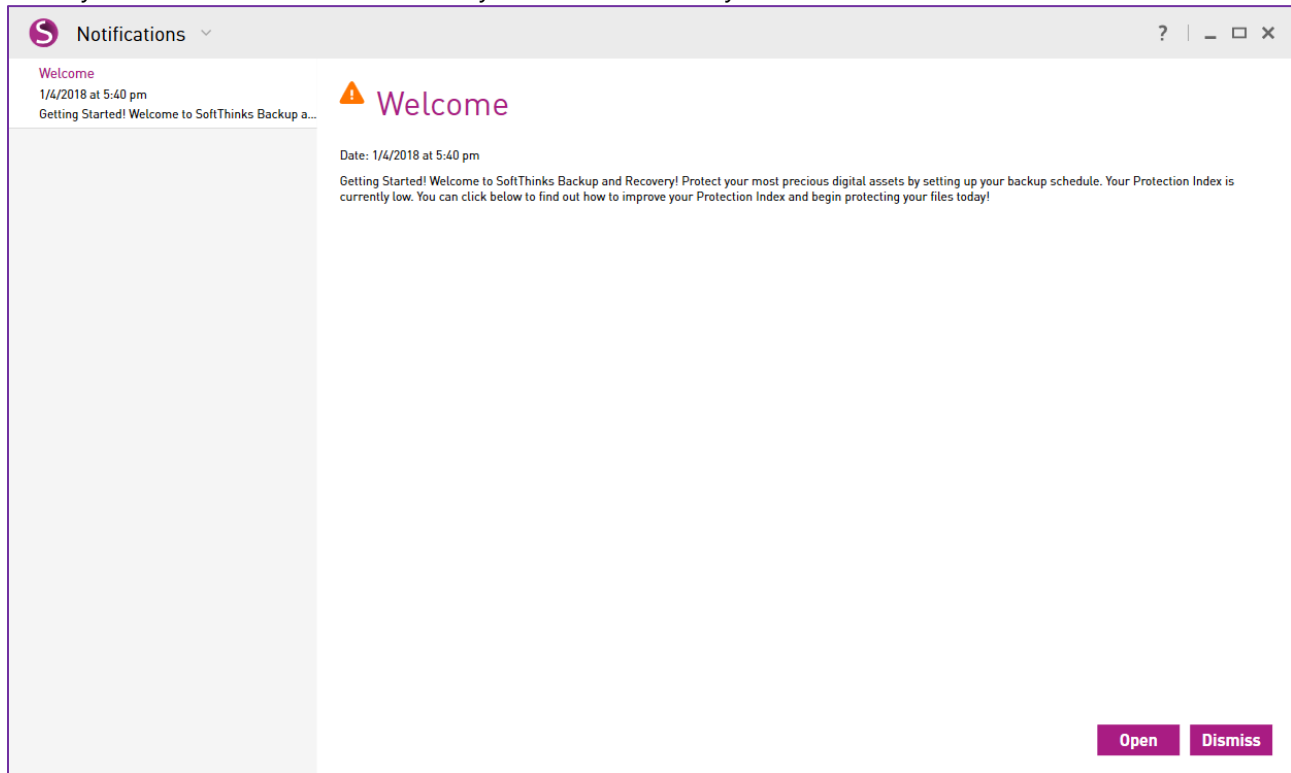 Notifications
?
Welcome
1/4/2018 at 5:40 pm
Getting Started! Welcome to SoftThinks Backup a...
Welcome
Date: 1/4/2018 at 5:40 pm
Getting Started! Welcome to SoftThinks Backup and Recovery! Protect your most precious digital assets by setting up your backup schedule. Your Protection Index is
currently low. You can click below to find out how to improve your Protection Index and begin protecting your files today!
Open
Dismiss